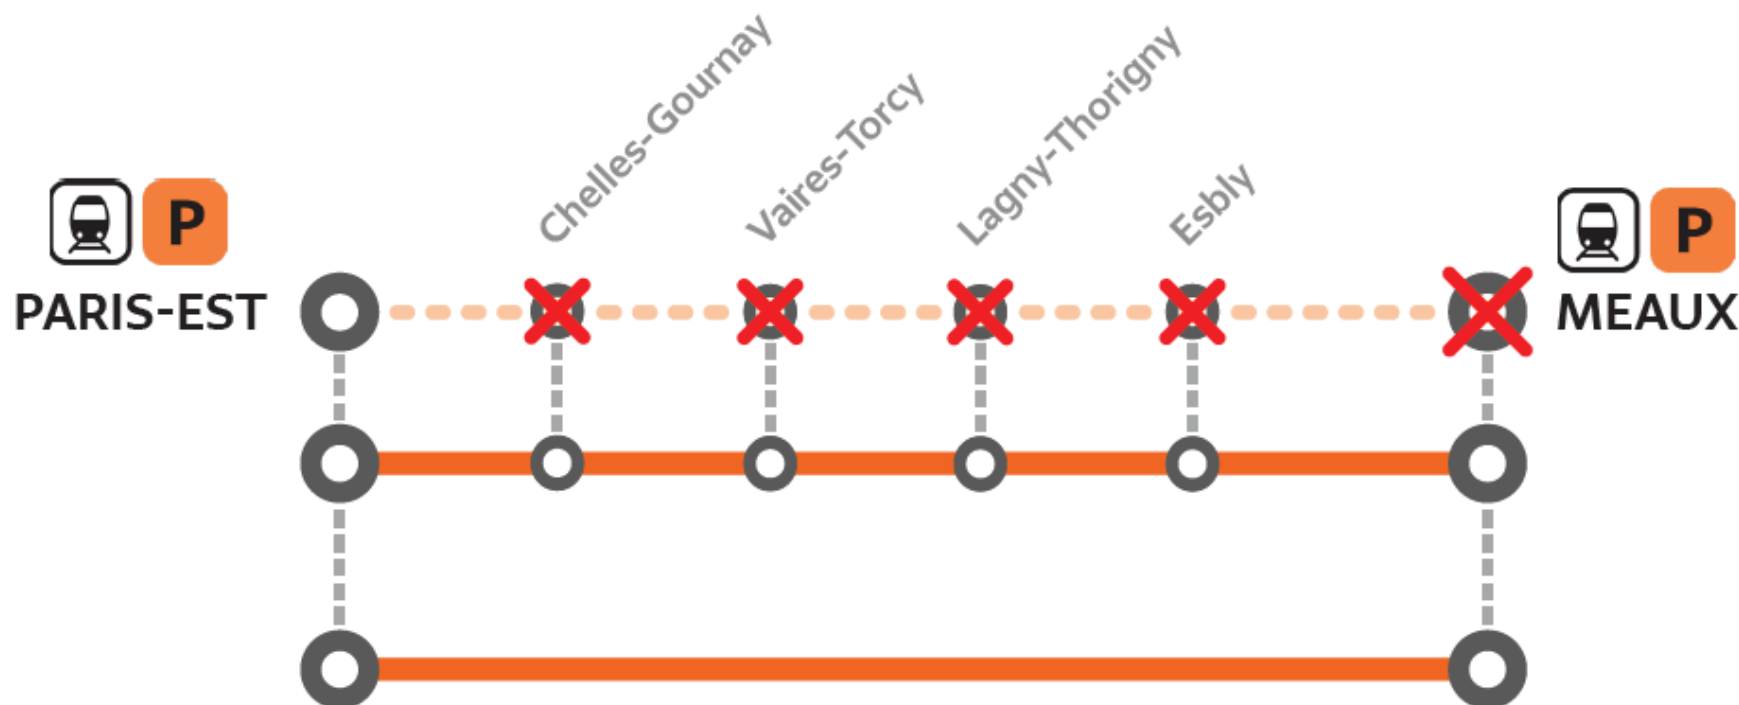 Chelles-Gournay
Vaires-Torcy
Lagny-Thorigny
Esbly
P
PARIS-EST
P
MEAUX